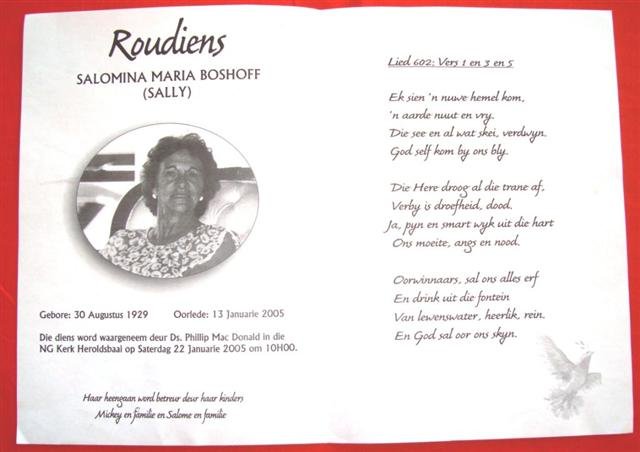 Roudiens
SALOMINA MARIA BOSHOFF
(SALLY)
Gebore: 30 Augustus 1929 Oorlede: 13 Januarie 2005
Die diens word waargeneem deur Ds. Phillip Mac Donald in die
NG Kerk Heroldsbaai op Saterdag 22 Januarie 2005 om 10H00.
Haar heengaan word betreur deur haar kinders
Mickey en familie en Salome en familie
Lied 602: Vers 1 en 3 en 5
Ek sien 'n nuwe hemel kom,
'n aarde nuut en vry.
Die see en al wat skei, verdwyn.
God self kom by ons bly.
Die Here droog al die trane af,
Verby is droefheid, dood.
Ja, pyn en smart wyk uit die hart
Ons moeite, angs en nood.
Oorwinnaars, sal ons alles erf
En drink uit die fontein
Van lewenswater, heerlik, rein.
En God sal oor ons skyn.